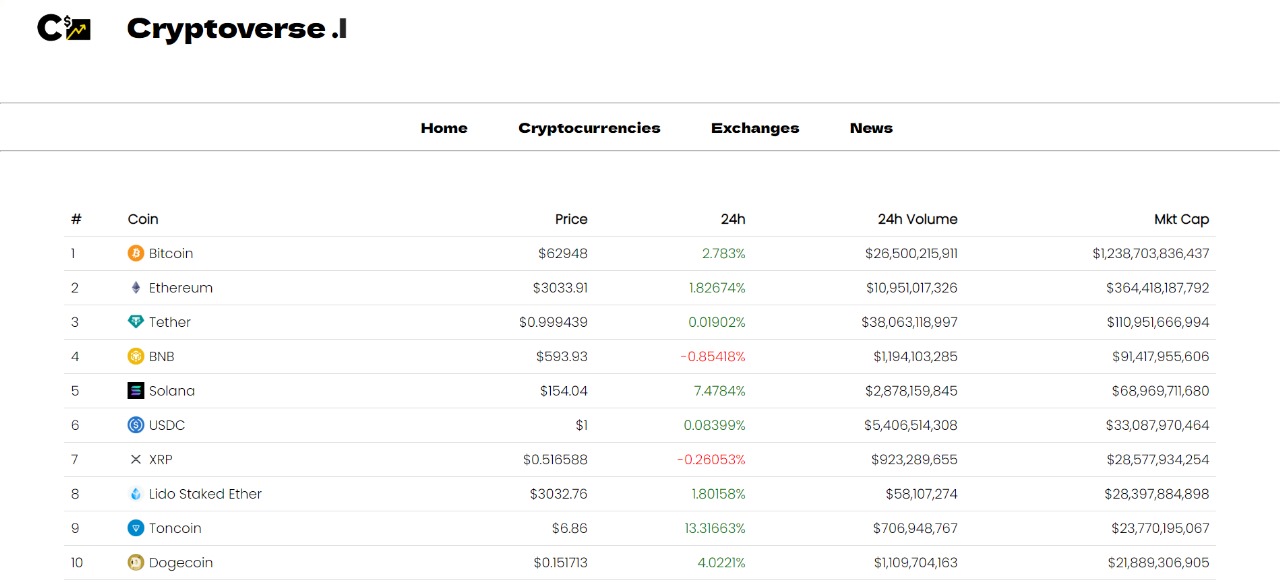 C$ Cryptoverse .I
Home Cryptocurrencies Exchanges News
# Coin Price 24h 24h Volume Mkt Cap
1 Bitcoin $62948 2.783% $26,500,215,911 $1,238,703,836,437
2 Ethereum $3033.91 1.82674% $10,951,017,326 $364,418,187,792
3 Tether $0.999439 0.01902% $38,063,118,997 $110,951,666,994
4 BNB $593.93 -0.85418% $1,194,103,285 $91,417,955,606
5 Solana $154.04 7.4784% $2,878,159,845 $68,969,711,680
6 USDC $1 0.08399% $5,406,514,308 $33,087,970,464
7 XRP $0.516588 -0.26053% $923,289,655 $28,577,934,254
8 Lido Staked Ether $3032.76 1.80158% $58,107,274 $28,397,884,898
9 Toncoin $6.86 13.31663% $706,948,767 $23,770,195,067
10 Dogecoin $0.151713 4.0221% $1,109,704,163 $21,889,306,905